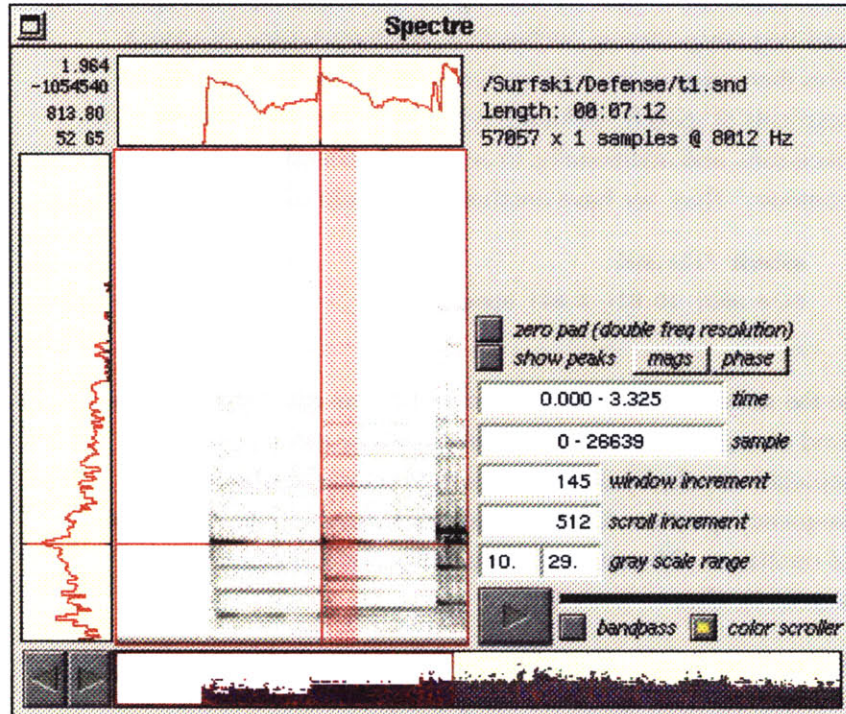 Spectre
1.964
-1054540
813.80
52 65
/Surfski/Defense/t1.snd
length: 00:07.12
57057 x 1 samples @ 8012 Hz
zero pad (double freq resolution)
show peaks mags phase
0.000 - 3.325 time
0 - 26639 sample
145 window increment
512 scroll increment
10. 29. gray scale range
bandpass color scroller